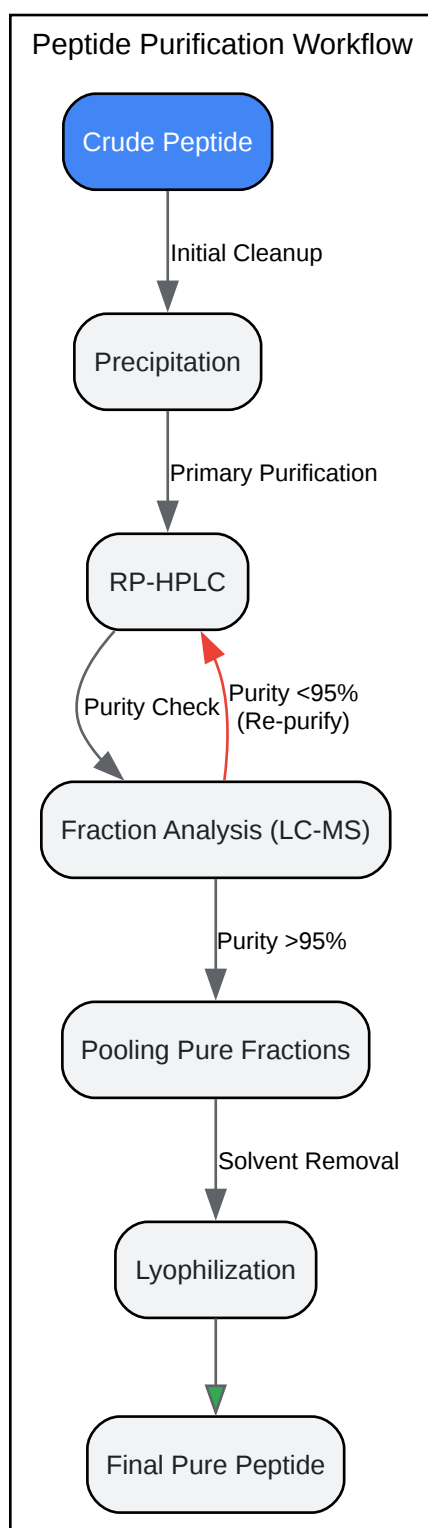 Peptide Purification Workflow
Crude Peptide
Initial Cleanup
Precipitation
Primary Purification
RP-HPLC
Purity Check
Purity <95%
(Re-purify)
Fraction Analysis (LC-MS)
Purity >95%
Pooling Pure Fractions
Solvent Removal
Lyophilization
Final Pure Peptide